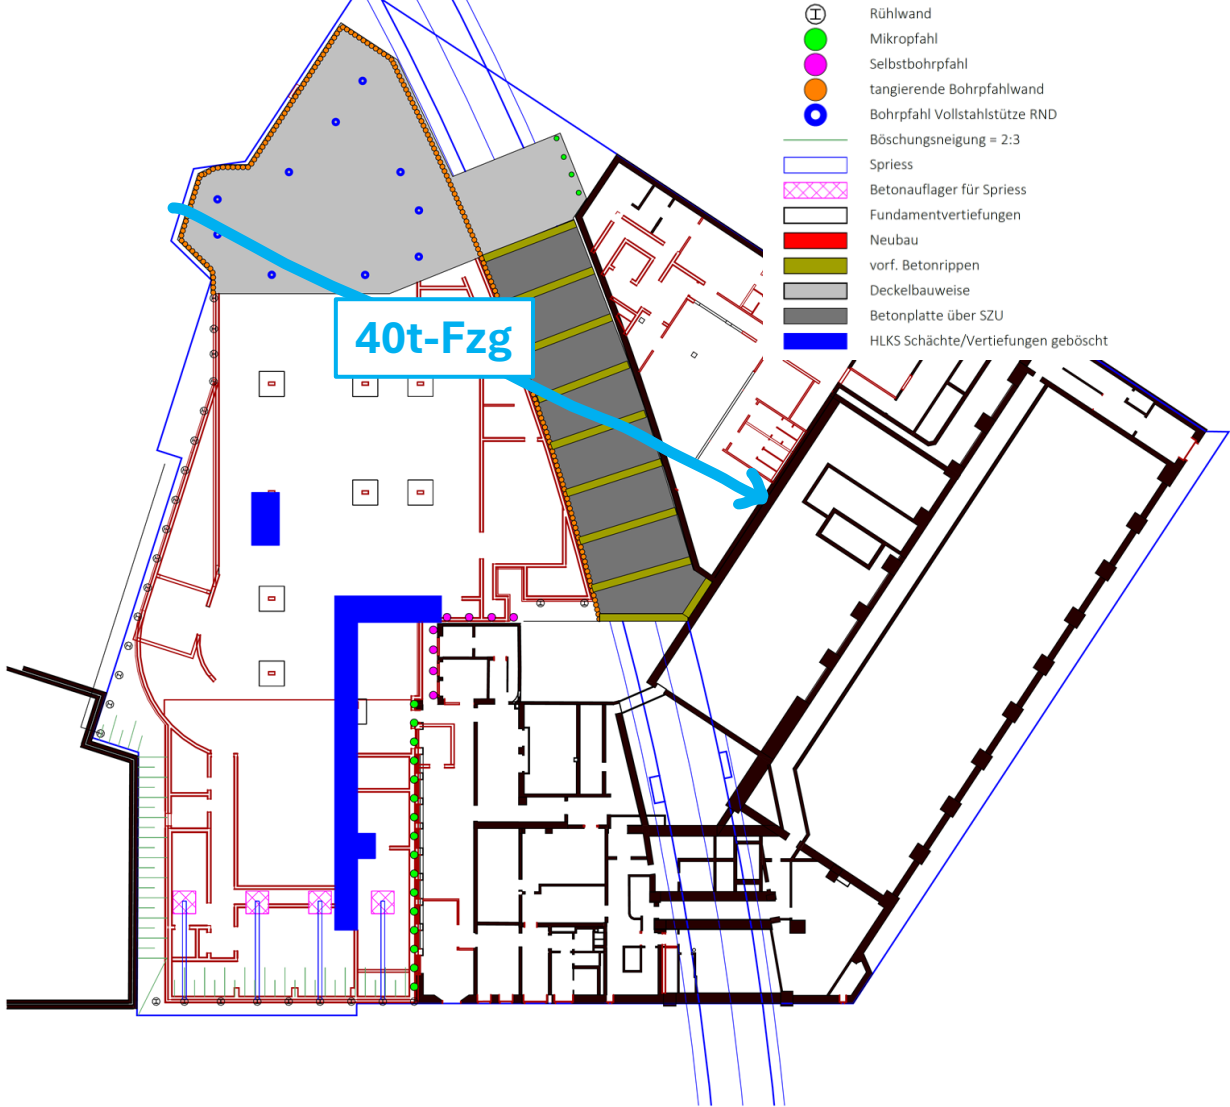 Rühlwand
Mikropfahl
Selbstbohrpfahl
tangierende Bohrpfahlwand
Bohrpfahl Vollstahlstütze RND
Böschungsneigung = 2:3
Spriess
Betonauflager für Spriess
Fundamentvertiefungen
Neubau
vorf. Betonrippen
Deckelbauweise
Betonplatte über SZU
HLKS Schächte/Vertiefungen geböscht
40t-Fzg